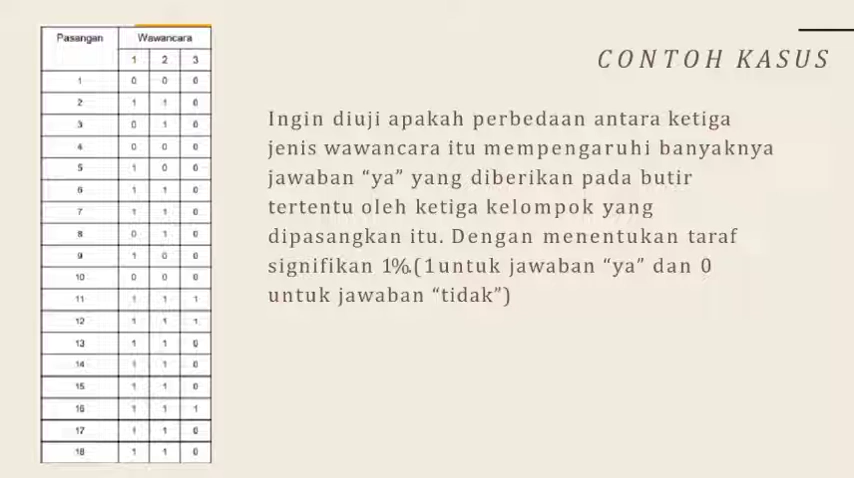 Pasangan Wawancara
1 2 3
1 0 0 0
2 1 1 0
3 0 1 0
4 0 0 0
5 1 0 0
6 1 1 0
7 1 1 0
8 0 1 0
9 1 0 0
10 0 0 0
11 1 1 1
12 1 1 1
13 1 1 0
14 1 1 0
15 1 1 0
16 1 1 1
17 1 1 0
18 1 1 0
CONTOH KASUS
Ingin diuji apakah perbedaan antara ketiga
jenis wawancara itu mempengaruhi banyaknya
jawaban “ya” yang diberikan pada butir
tertentu oleh ketiga kelompok yang
dipasangkan itu. Dengan menentukan taraf
signifikan 1%.(1untuk jawaban “ya” dan 0
untuk jawaban “tidak”)